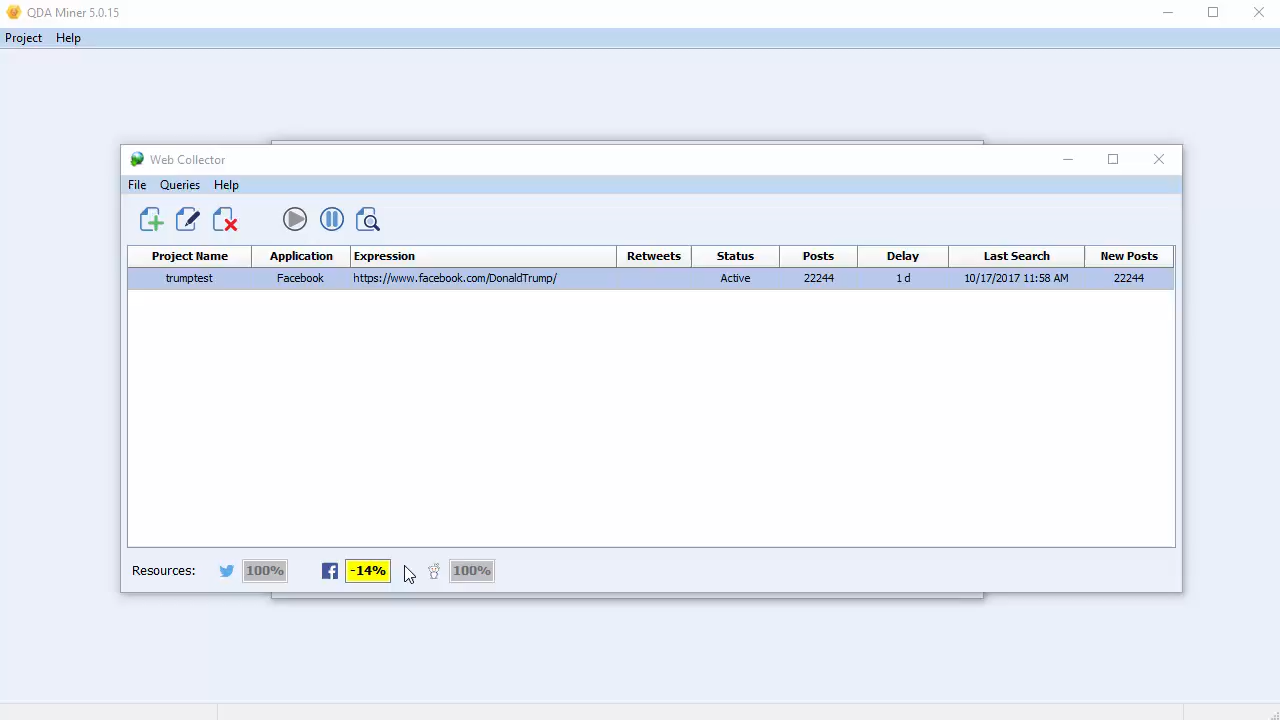 QDA Miner 5.0.15
Project Help
Web Collector
File Queries Help
Project Name Application Expression Retweets Status Posts Delay Last Search New Posts
trumptest Facebook https://www.facebook.com/DonaldTrump/ Active 22244 1 d 10/17/2017 11:58 AM 22244
Resources: 100% -14% 100%